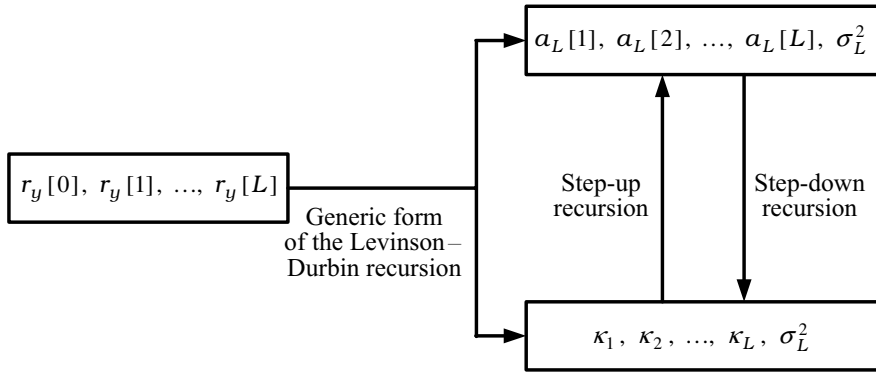 a_L[1], a_L[2], ..., a_L[L], σ_L^2
r_y[0], r_y[1], ..., r_y[L]
Generic form
of the Levinson–
Durbin recursion
Step-up
recursion
Step-down
recursion
κ_1, κ_2, ..., κ_L, σ_L^2